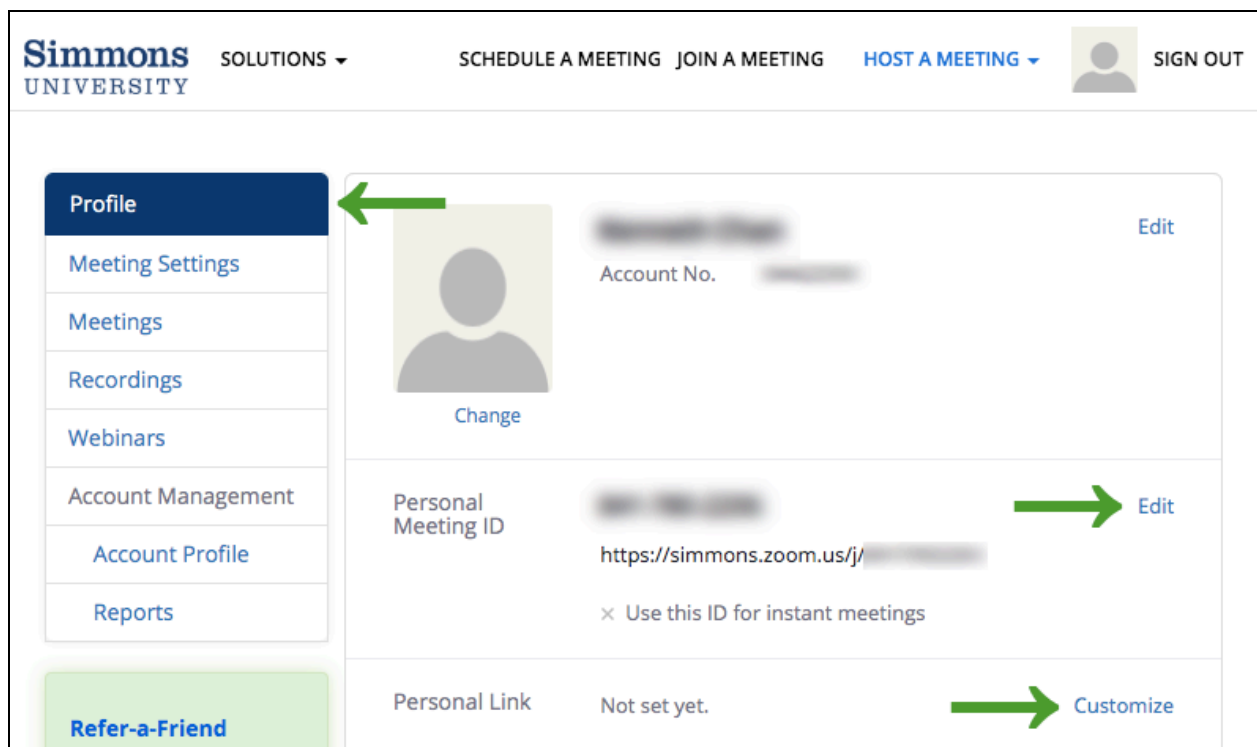 Simmons
UNIVERSITY
SOLUTIONS
SCHEDULE A MEETING JOIN A MEETING HOST A MEETING SIGN OUT
Profile
Meeting Settings
Meetings
Recordings
Webinars
Account Management
Account Profile
Reports
Refer-a-Friend
Edit
Account No.
Change
Personal
Meeting ID
Edit
https://simmons.zoom.us/j/
× Use this ID for instant meetings
Personal Link Not set yet. Customize